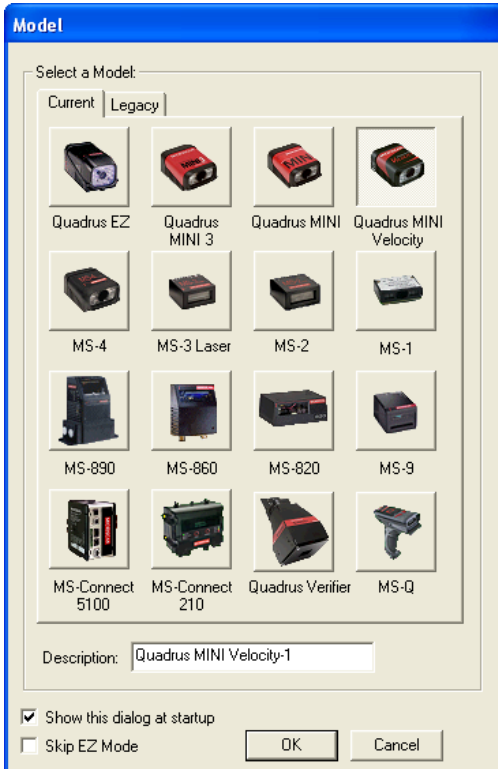 Model
Select a Model:
Current Legacy
Quadrus EZ Quadrus MINI 3 Quadrus MINI Quadrus MINI Velocity
MS-4 MS-3 Laser MS-2 MS-1
MS-890 MS-860 MS-820 MS-9
MS-Connect 5100 MS-Connect 210 Quadrus Verifier MS-Q
Description: Quadrus MINI Velocity-1
Show this dialog at startup
Skip EZ Mode OK Cancel